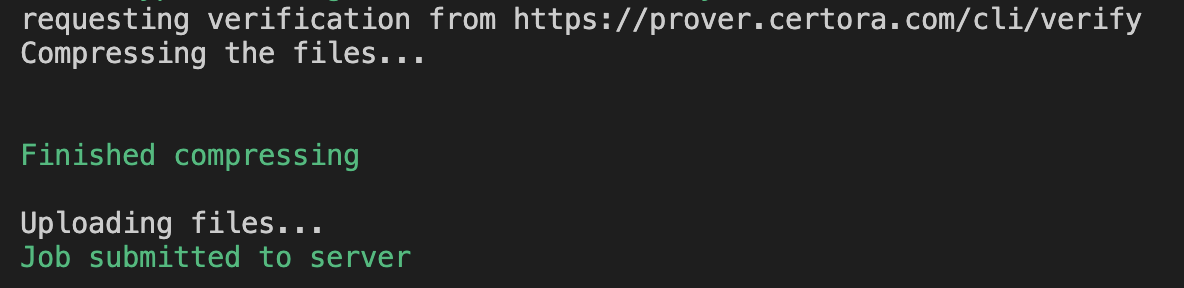 requesting verification from https://prover.certora.com/cli/verify
Compressing the files...
Finished compressing
Uploading files...
Job submitted to server